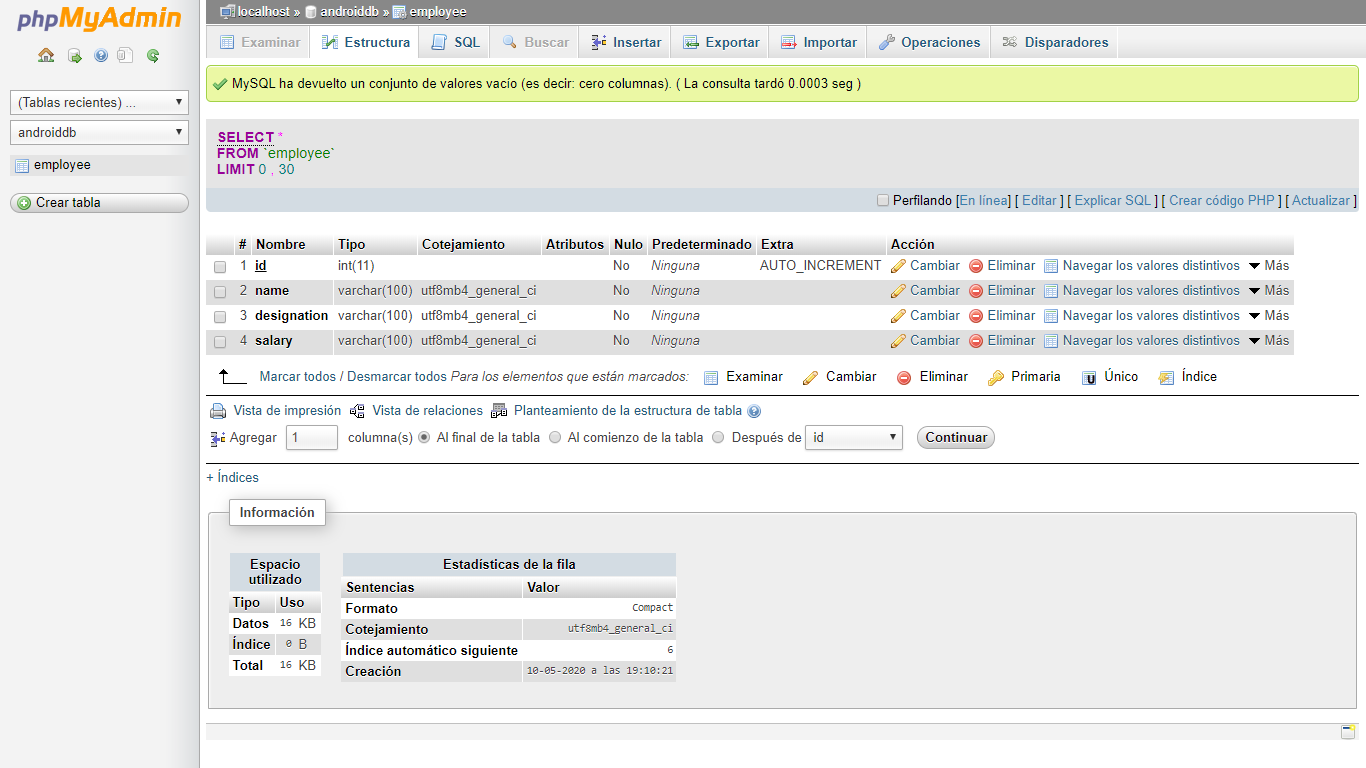 phpMyAdmin
(Tablas recientes) ...
androiddb
employee
Crear tabla
localhost » androiddb » employee
Examinar Estructura SQL Buscar Insertar Exportar Importar Operaciones Disparadores
MySQL ha devuelto un conjunto de valores vacío (es decir: cero columnas). ( La consulta tardó 0.0003 seg )
SELECT *
FROM `employee`
LIMIT 0 , 30
Perfilando [En línea] [ Editar ] [ Explicar SQL ] [ Crear código PHP ] [ Actualizar ]
# Nombre Tipo Cotejamiento Atributos Nulo Predeterminado Extra Acción
1 id int(11) No Ninguna AUTO_INCREMENT Cambiar Eliminar Navegar los valores distintivos Más
2 name varchar(100) utf8mb4_general_ci No Ninguna Cambiar Eliminar Navegar los valores distintivos Más
3 designation varchar(100) utf8mb4_general_ci No Ninguna Cambiar Eliminar Navegar los valores distintivos Más
4 salary varchar(100) utf8mb4_general_ci No Ninguna Cambiar Eliminar Navegar los valores distintivos Más
Marcar todos / Desmarcar todos Para los elementos que están marcados: Examinar Cambiar Eliminar Primaria U Único Índice
Vista de impresión Vista de relaciones Planteamiento de la estructura de tabla
Agregar 1 columna(s) Al final de la tabla Al comienzo de la tabla Después de id Continuar
+ Índices
Información
Espacio utilizado
Tipo Uso
Datos 16 KB
Índice 0 B
Total 16 KB
Estadísticas de la fila
Sentencias Valor
Formato Compact
Cotejamiento utf8mb4_general_ci
Índice automático siguiente 6
Creación 10-05-2020 a las 19:10:21